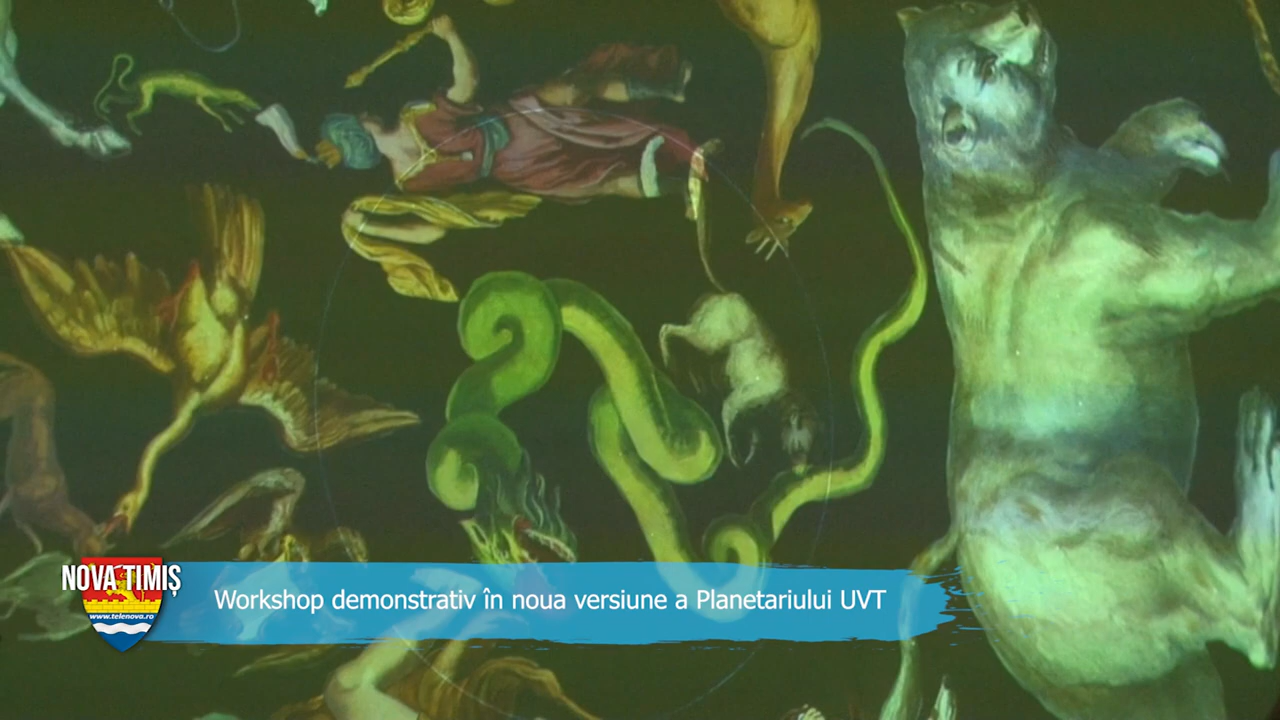 NOVA TIMIȘ
www.telenova.ro
Workshop demonstrativ în noua versiune a Planetariului UVT